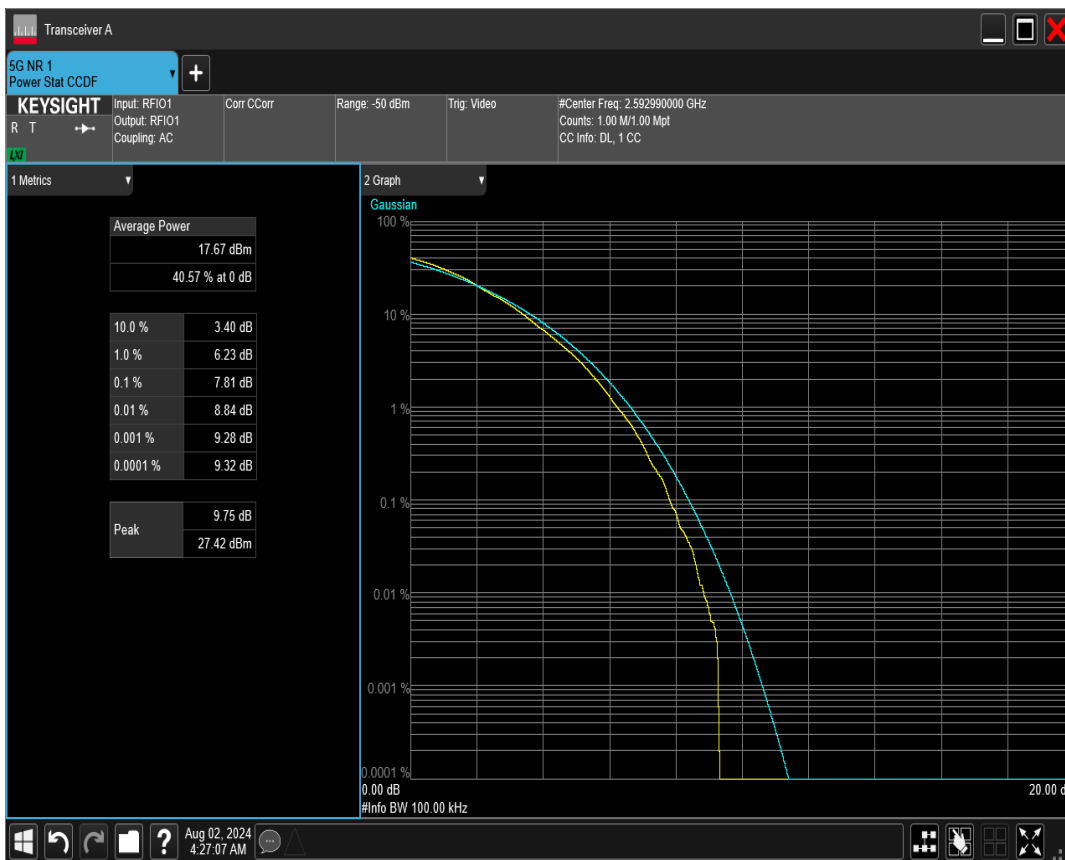 Transceiver A
5G NR 1
Power Stat CCDF
KEYSIGHT
R T
LXI
Input: RFIO1
Output: RFIO1
Coupling: AC
Corr CCorr
Range: -50 dBm
Trig: Video
#Center Freq: 2.592990000 GHz
Counts: 1.00 M/1.00 Mpt
CC Info: DL, 1 CC
1 Metrics
Average Power
17.67 dBm
40.57 % at 0 dB
10.0 % 3.40 dB
1.0 % 6.23 dB
0.1 % 7.81 dB
0.01 % 8.84 dB
0.001 % 9.28 dB
0.0001 % 9.32 dB
Peak
9.75 dB
27.42 dBm
2 Graph
Gaussian
100 %
10 %
1 %
0.1 %
0.01 %
0.001 %
0.0001 %
0.00 dB
20.00 d
#Info BW 100.00 kHz
Aug 02, 2024
4:27:07 AM